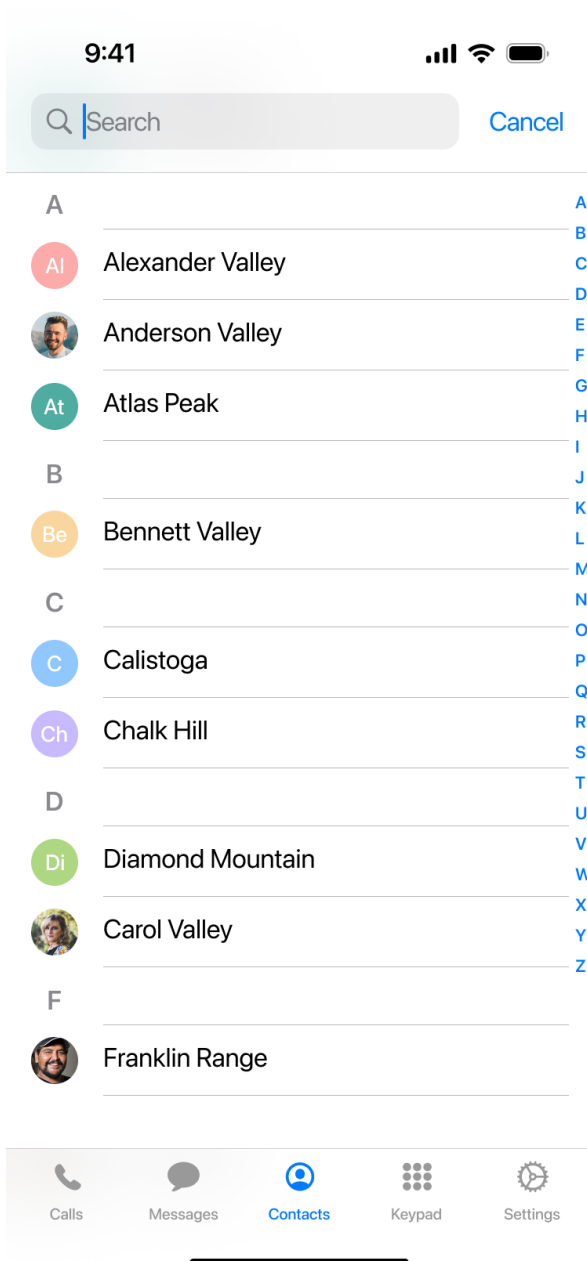 9:41
Search Cancel
A
Al Alexander Valley
Anderson Valley
At Atlas Peak
B
Be Bennett Valley
C
C Calistoga
Ch Chalk Hill
D
Di Diamond Mountain
Carol Valley
F
Franklin Range
A
B
C
D
E
F
G
H
I
J
K
L
M
N
O
P
Q
R
S
T
U
V
W
X
Y
Z
Calls Messages Contacts Keypad Settings